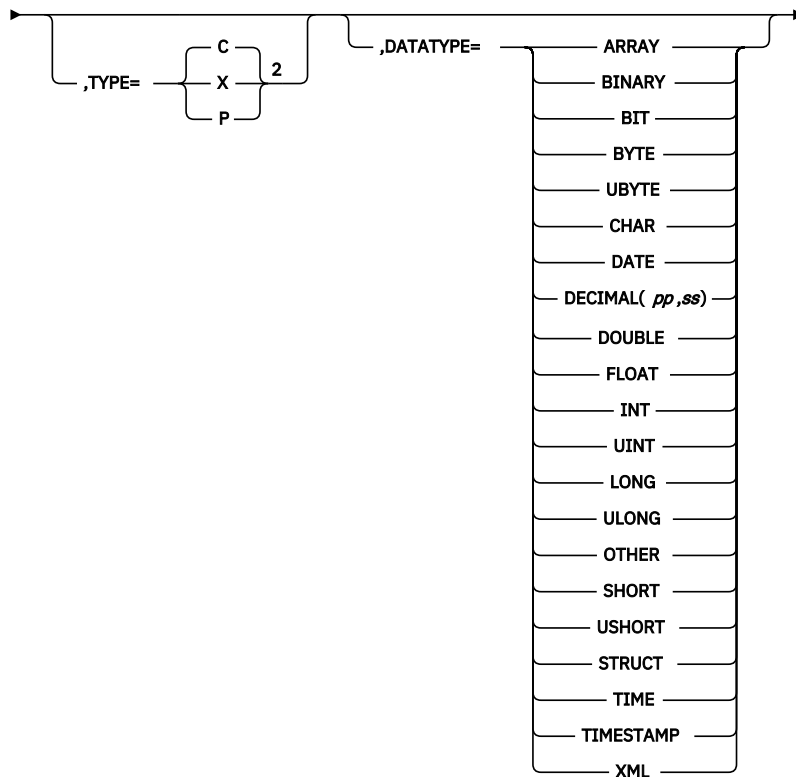 ,TYPE=
C
X
P
2
,DATATYPE=
ARRAY
BINARY
BIT
BYTE
UBYTE
CHAR
DATE
DECIMAL( pp ,ss)
DOUBLE
FLOAT
INT
UINT
LONG
ULONG
OTHER
SHORT
USHORT
STRUCT
TIME
TIMESTAMP
XML